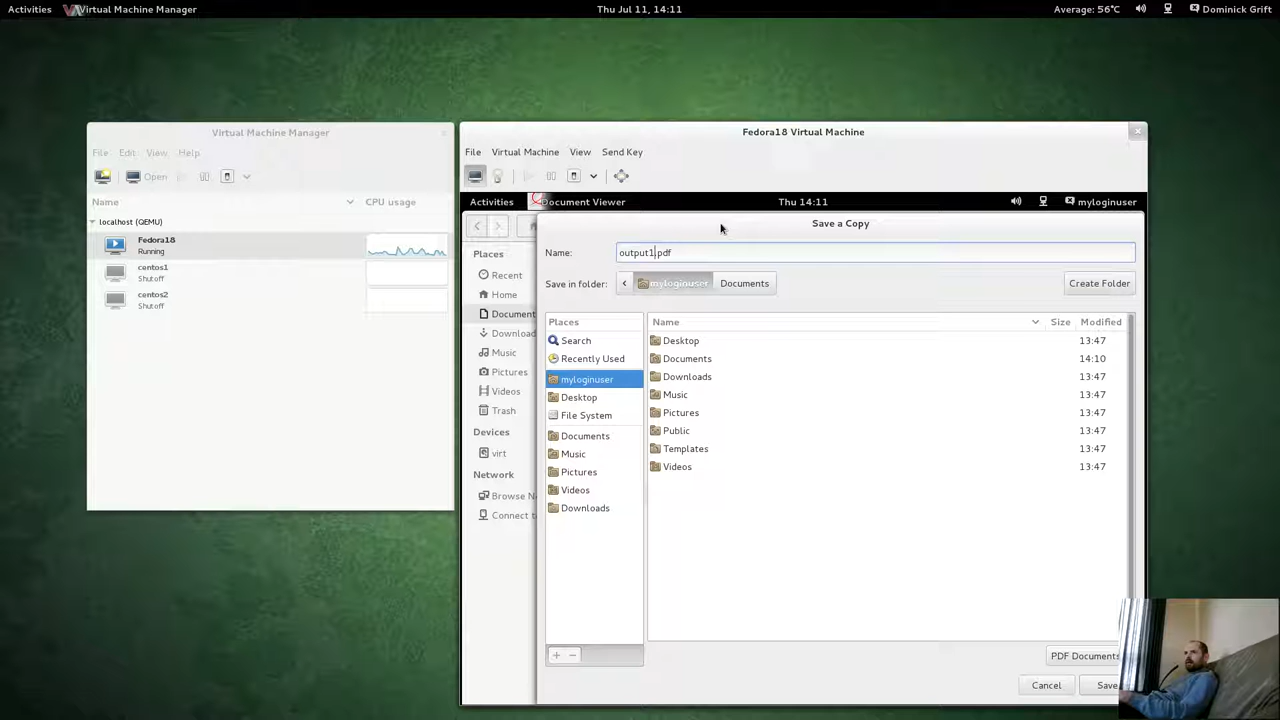 Activities Virtual Machine Manager Thu Jul 11, 14:11 Average: 56°C Dominick Grift
Virtual Machine Manager
File Edit View Help
Open
Name CPU usage
localhost (QEMU)
Fedora18
Running
centos1
Shutoff
centos2
Shutoff
Fedora18 Virtual Machine
File Virtual Machine View Send Key
Activities Document Viewer Thu 14:11 myloginuser
Places
Recent
Home
Document
Download
Music
Pictures
Videos
Trash
Devices
virt
Network
Browse Ne
Connect to
Save a Copy
Name: output1.pdf
Save in folder: myloginuser Documents Create Folder
Places
Search
Recently Used
myloginuser
Desktop
File System
Documents
Music
Pictures
Videos
Downloads
Name Size Modified
Desktop 13:47
Documents 14:10
Downloads 13:47
Music 13:47
Pictures 13:47
Public 13:47
Templates 13:47
Videos 13:47
PDF Documents
Cancel Save